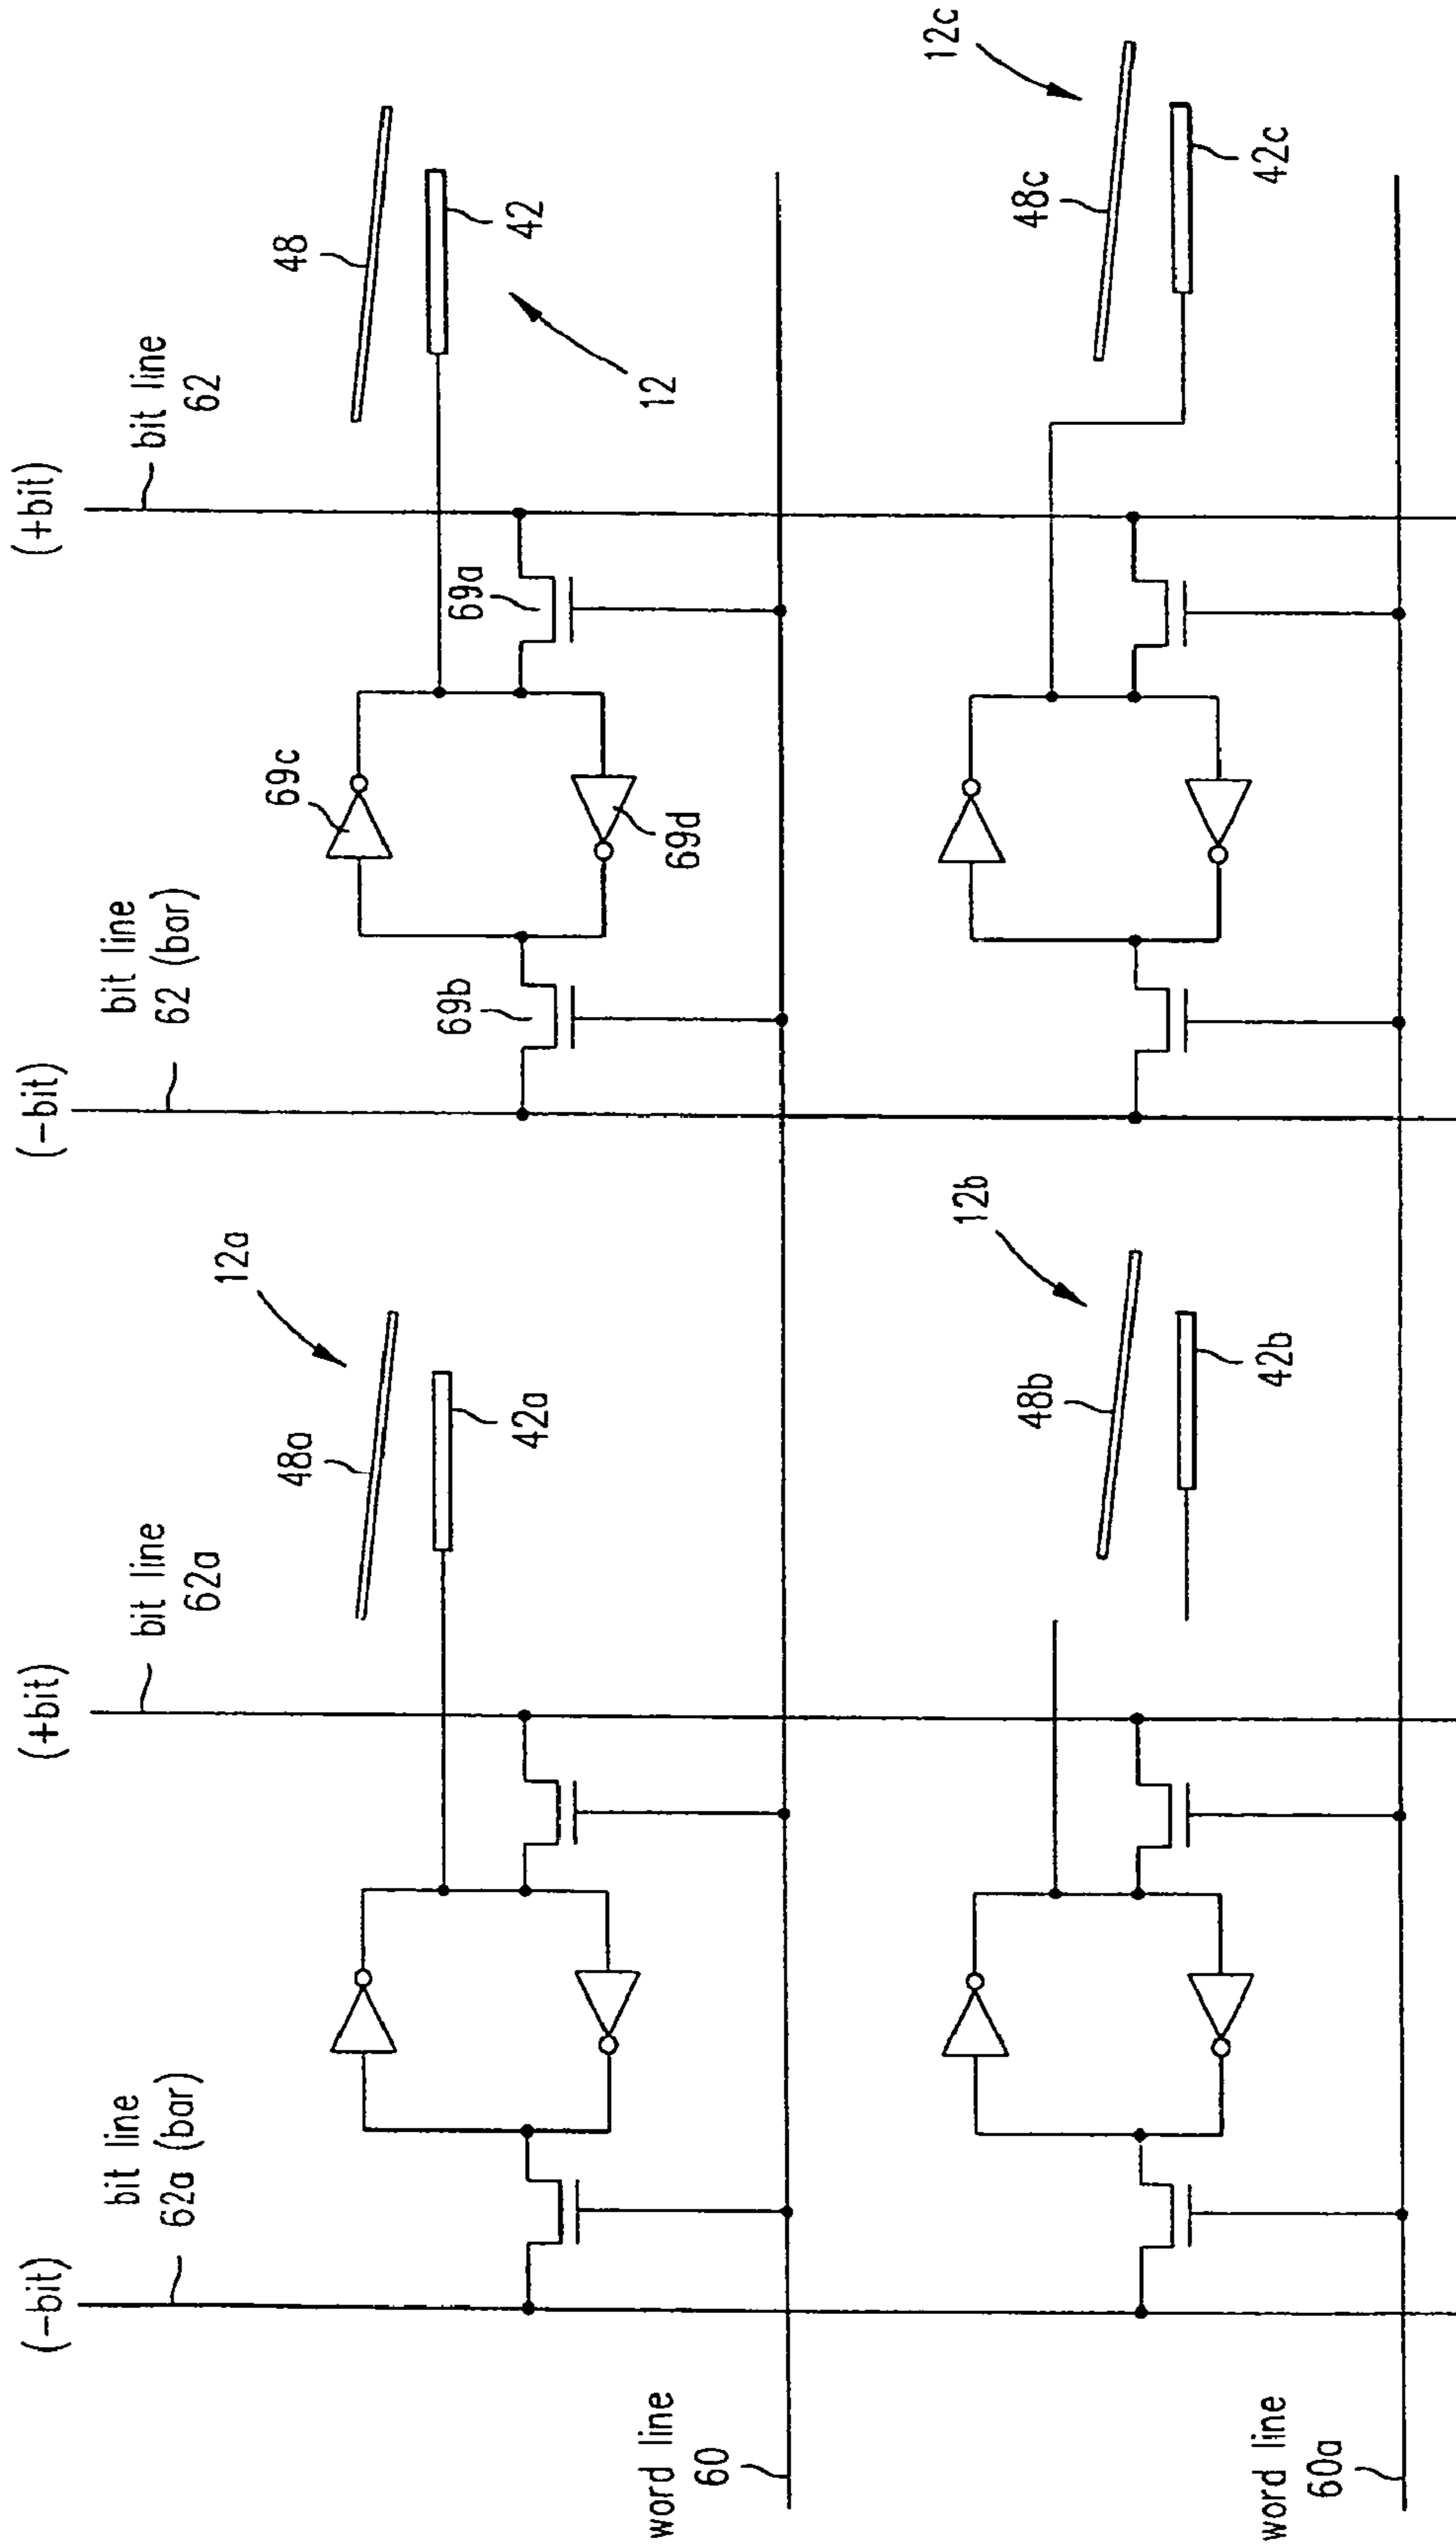 (-bit)
(+bit)
(-bit)
(+bit)
bit line
62a (bar)
bit line
62a
bit line
62 (bar)
bit line
62
12a
48a
69c
48
69b
69a
42a
42
word line
60
69d
12
12b
12c
48b
48c
42b
42c
word line
60a